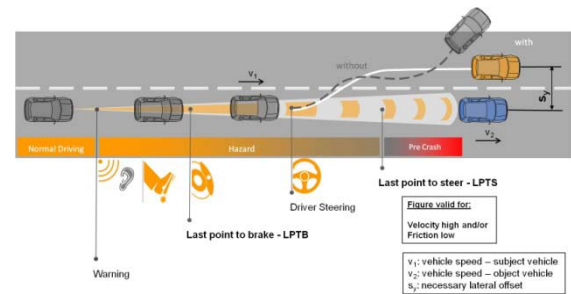 with
without
v1
sy
v2
Normal Driving
Hazard
Pre Crash
Last point to steer - LPTS
Driver Steering
Last point to brake - LPTB
Warning
Figure valid for:
Velocity high and/or
Friction low
v1: vehicle speed – subject vehicle
v2: vehicle speed – object vehicle
sy: necessary lateral offset